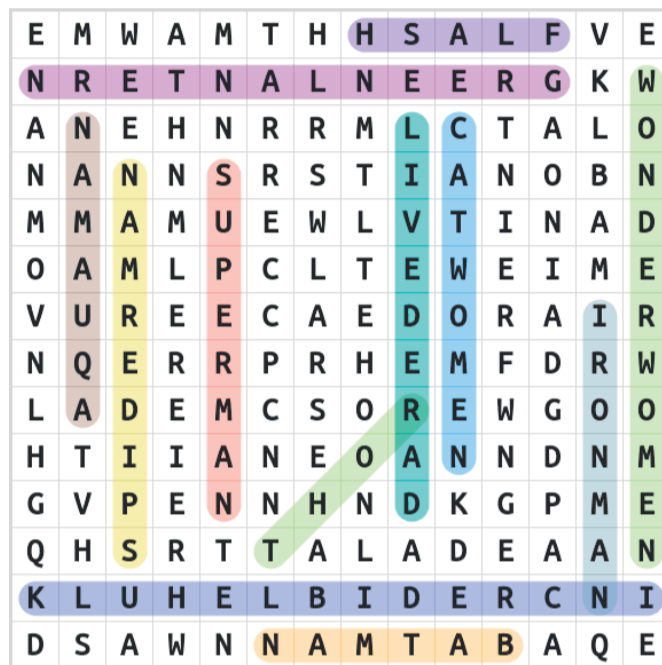 E M W A M T H H S A L F V E
N R E T N A L N E E R G K W
A N E H N R R M L C T A L O
N A N N S R S T I A N O B N
M M A M U E W L V T I N A D
O A M L P C L T E W E I M E
V U R E E C A E D O R A I R
N Q E R R P R H E M F D R W
L A D E M C S O R E W G O O
H T I I A N E O A N N D N M
G V P E N N H N D K G P M E
Q H S R T T A L A D E A A N
K L U H E L B I D E R C N I
D S A W N N A M T A B A Q E